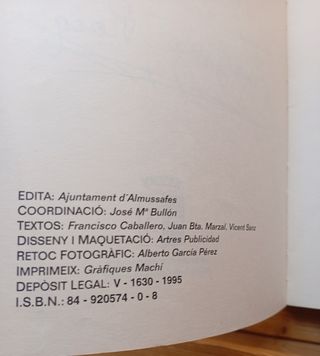 EDITA: Ajuntament d´Almussafes
COORDINACIÓ: José Mª Bullón
TEXTOS: Francisco Caballero, Juan Bta. Marzal, Vicent Sanz
DISSENY I MAQUETACIÓ: Artres Publicidad
RETOC FOTOGRÀFIC: Alberto García Pérez
IMPRIMEIX: Gràfiques Machí
DEPÒSIT LEGAL: V - 1630 - 1995
I.S.B.N.: 84 - 920574 - 0 - 8